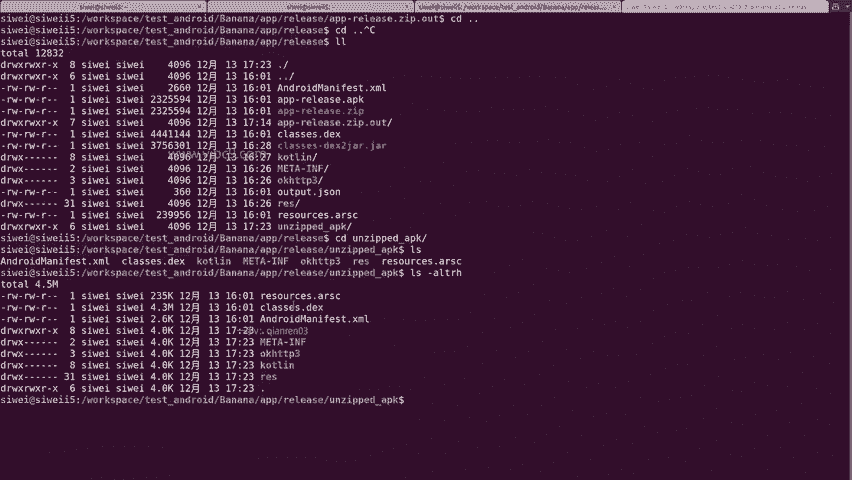 siwei@siweii5:/workspace/test_android/Banana/app/release/app-release.zip.out$ cd ..
siwei@siweii5:/workspace/test_android/Banana/app/release$ cd ..^C
siwei@siweii5:/workspace/test_android/Banana/app/release$ ll
total 12832
drwxrwxr-x 8 siwei siwei 4096 12月 13 17:23 ./
drwxrwxr-x 6 siwei siwei 4096 12月 13 16:01 ../
-rw-rw-r-- 1 siwei siwei 2660 12月 13 16:01 AndroidManifest.xml
-rw-rw-r-- 1 siwei siwei 2325594 12月 13 16:01 app-release.apk
-rw-rw-r-- 1 siwei siwei 2325594 12月 13 16:01 app-release.zip
drwxrwxr-x 7 siwei siwei 4096 12月 13 17:14 app-release.zip.out/
-rw-rw-r-- 1 siwei siwei 4441144 12月 13 16:01 classes.dex
-rw-rw-r-- 1 siwei siwei 3756301 12月 13 16:28 classes-dex2jar.jar
drwx------ 8 siwei siwei 4096 12月 13 16:27 kotlin/
drwx------ 2 siwei siwei 4096 12月 13 16:26 META-INF/
drwx------ 3 siwei siwei 4096 12月 13 16:26 okhttp3/
-rw-rw-r-- 1 siwei siwei 360 12月 13 16:01 output.json
drwx------ 31 siwei siwei 4096 12月 13 16:26 res/
-rw-rw-r-- 1 siwei siwei 239956 12月 13 16:01 resources.arsc
drwxrwxr-x 6 siwei siwei 4096 12月 13 17:23 unzipped_apk/
siwei@siweii5:/workspace/test_android/Banana/app/release$ cd unzipped_apk/
siwei@siweii5:/workspace/test_android/Banana/app/release/unzipped_apk$ ls
AndroidManifest.xml classes.dex kotlin META-INF okhttp3 res resources.arsc
siwei@siweii5:/workspace/test_android/Banana/app/release/unzipped_apk$ ls -altrh
total 4.5M
-rw-rw-r-- 1 siwei siwei 235K 12月 13 16:01 resources.arsc
-rw-rw-r-- 1 siwei siwei 4.3M 12月 13 16:01 classes.dex
-rw-rw-r-- 1 siwei siwei 2.6K 12月 13 16:01 AndroidManifest.xml
drwxrwxr-x 8 siwei siwei 4.0K 12月 13 17:23 ..
qianren03
drwx------ 2 siwei siwei 4.0K 12月 13 17:23 META-INF
drwx------ 3 siwei siwei 4.0K 12月 13 17:23 okhttp3
drwx------ 8 siwei siwei 4.0K 12月 13 17:23 kotlin
drwx------ 31 siwei siwei 4.0K 12月 13 17:23 res
drwxrwxr-x 6 siwei siwei 4.0K 12月 13 17:23 .
siwei@siweii5:/workspace/test_android/Banana/app/release/unzipped_apk$